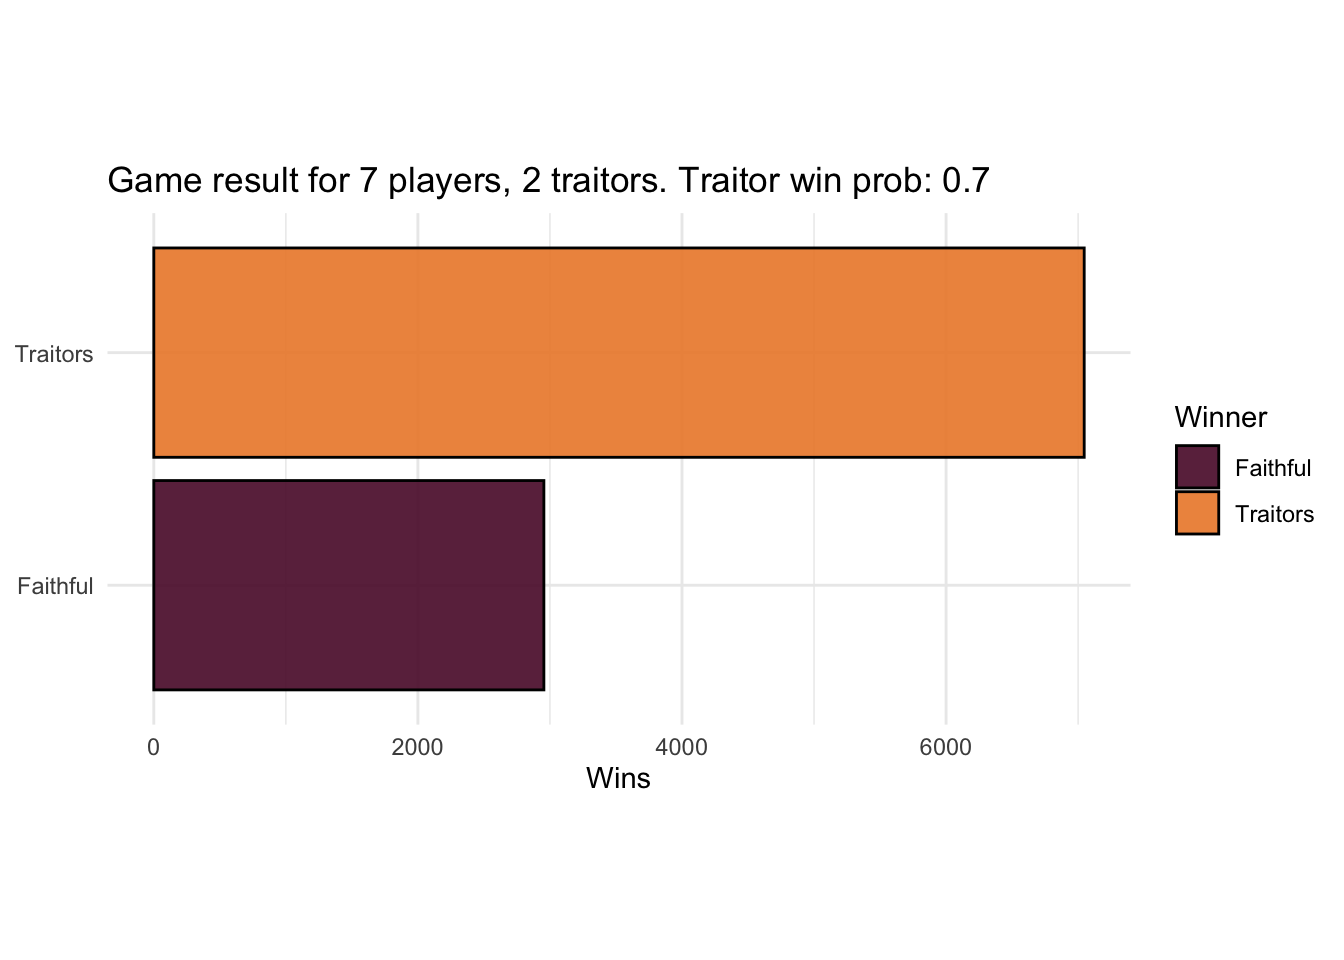 Game result for 7 players, 2 traitors. Traitor win prob: 0.7
Traitors
Faithful
0 2000 4000 6000
Wins
Winner
Faithful
Traitors